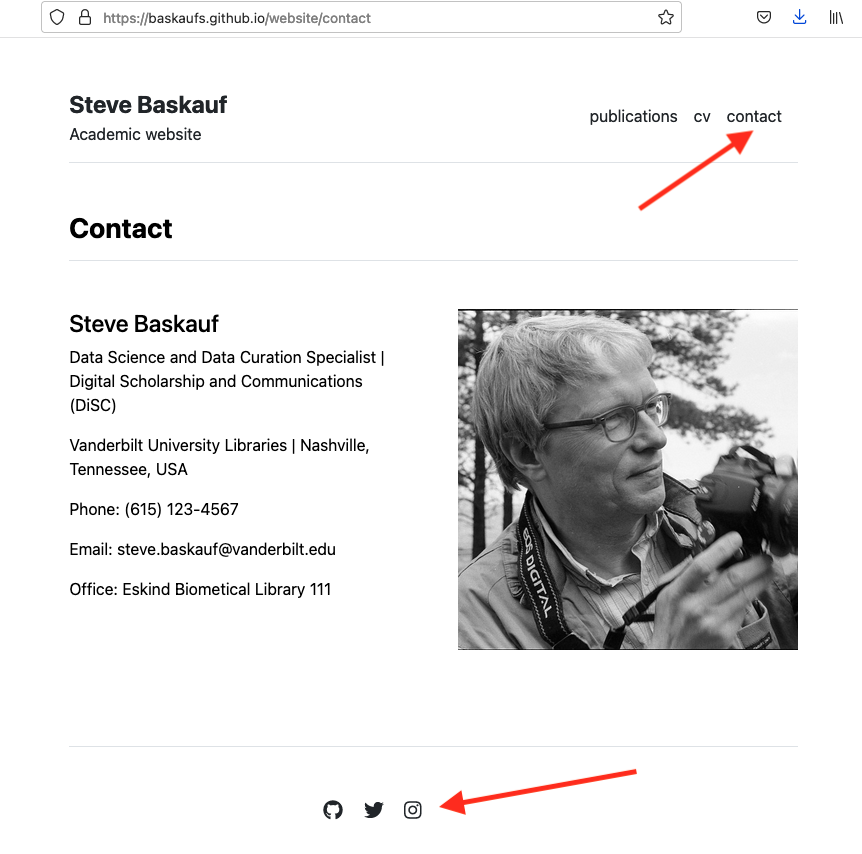 https://baskaufs.github.io/website/contact
Steve Baskauf
Academic website
publications cv contact
Contact
Steve Baskauf
Data Science and Data Curation Specialist |
Digital Scholarship and Communications
(DiSC)
Vanderbilt University Libraries | Nashville,
Tennessee, USA
Phone: (615) 123-4567
Email: steve.baskauf@vanderbilt.edu
Office: Eskind Biometical Library 111
EOS DIGITAL